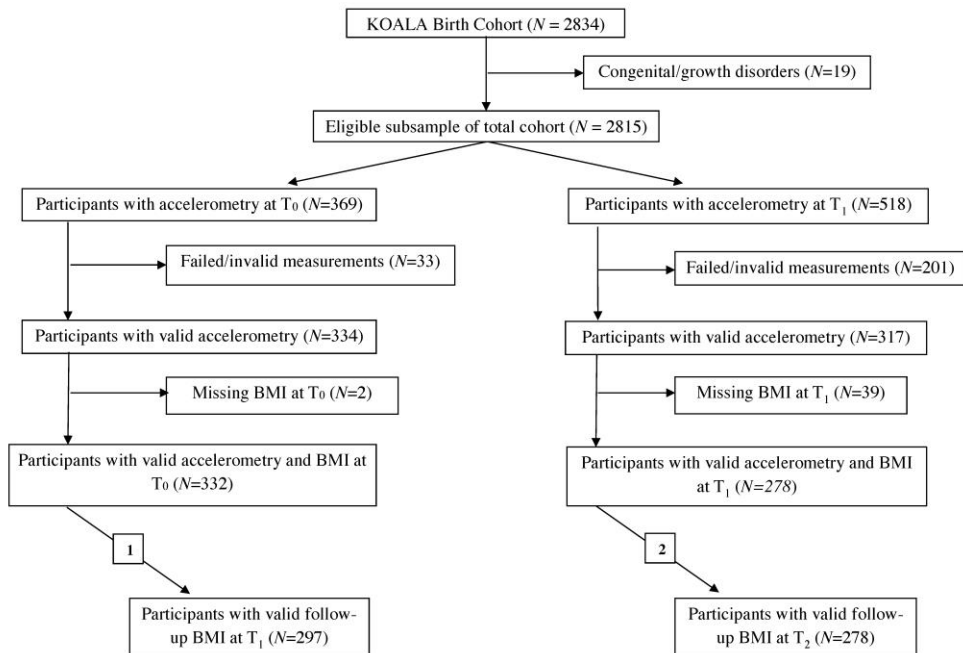 KOALA Birth Cohort (N = 2834)
Congenital/growth disorders (N=19)
Eligible subsample of total cohort (N = 2815)
Participants with accelerometry at T0 (N=369)
Participants with accelerometry at T1 (N=518)
Failed/invalid measurements (N=33)
Failed/invalid measurements (N=201)
Participants with valid accelerometry (N=334)
Participants with valid accelerometry (N=317)
Missing BMI at T0 (N=2)
Missing BMI at T1 (N=39)
Participants with valid accelerometry and BMI at
T0 (N=332)
Participants with valid accelerometry and BMI
at T1 (N=278)
1
2
Participants with valid follow-
up BMI at T1 (N=297)
Participants with valid follow-
up BMI at T2 (N=278)